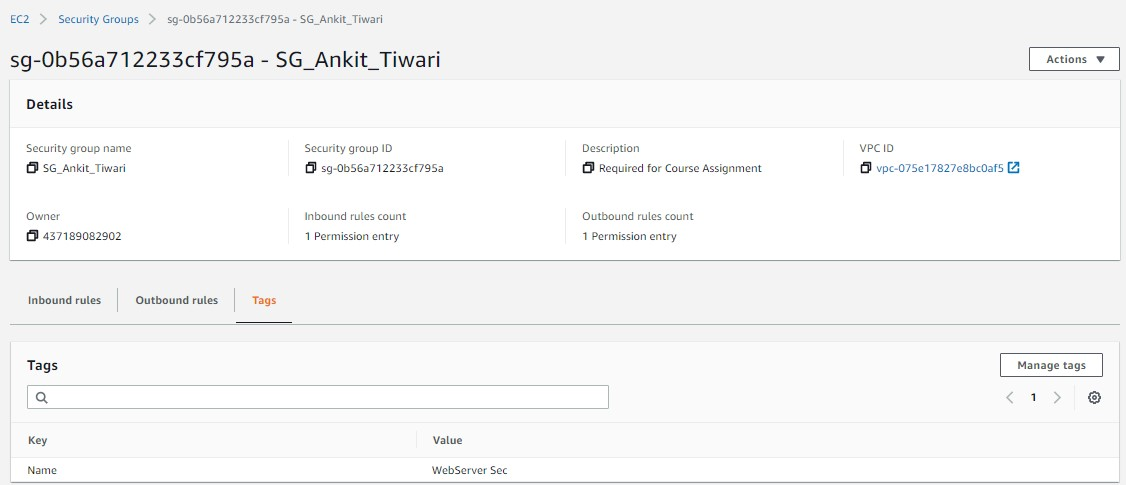 EC2 > Security Groups > sg-0b56a712233cf795a - SG_Ankit_Tiwari
sg-0b56a712233cf795a - SG_Ankit_Tiwari
Actions
Details
Security group name Security group ID Description VPC ID
SG_Ankit_Tiwari sg-0b56a712233cf795a Required for Course Assignment vpc-075e17827e8bc0af5
Owner Inbound rules count Outbound rules count
437189082902 1 Permission entry 1 Permission entry
Inbound rules Outbound rules Tags
Tags Manage tags
1
Key Value
Name WebServer Sec